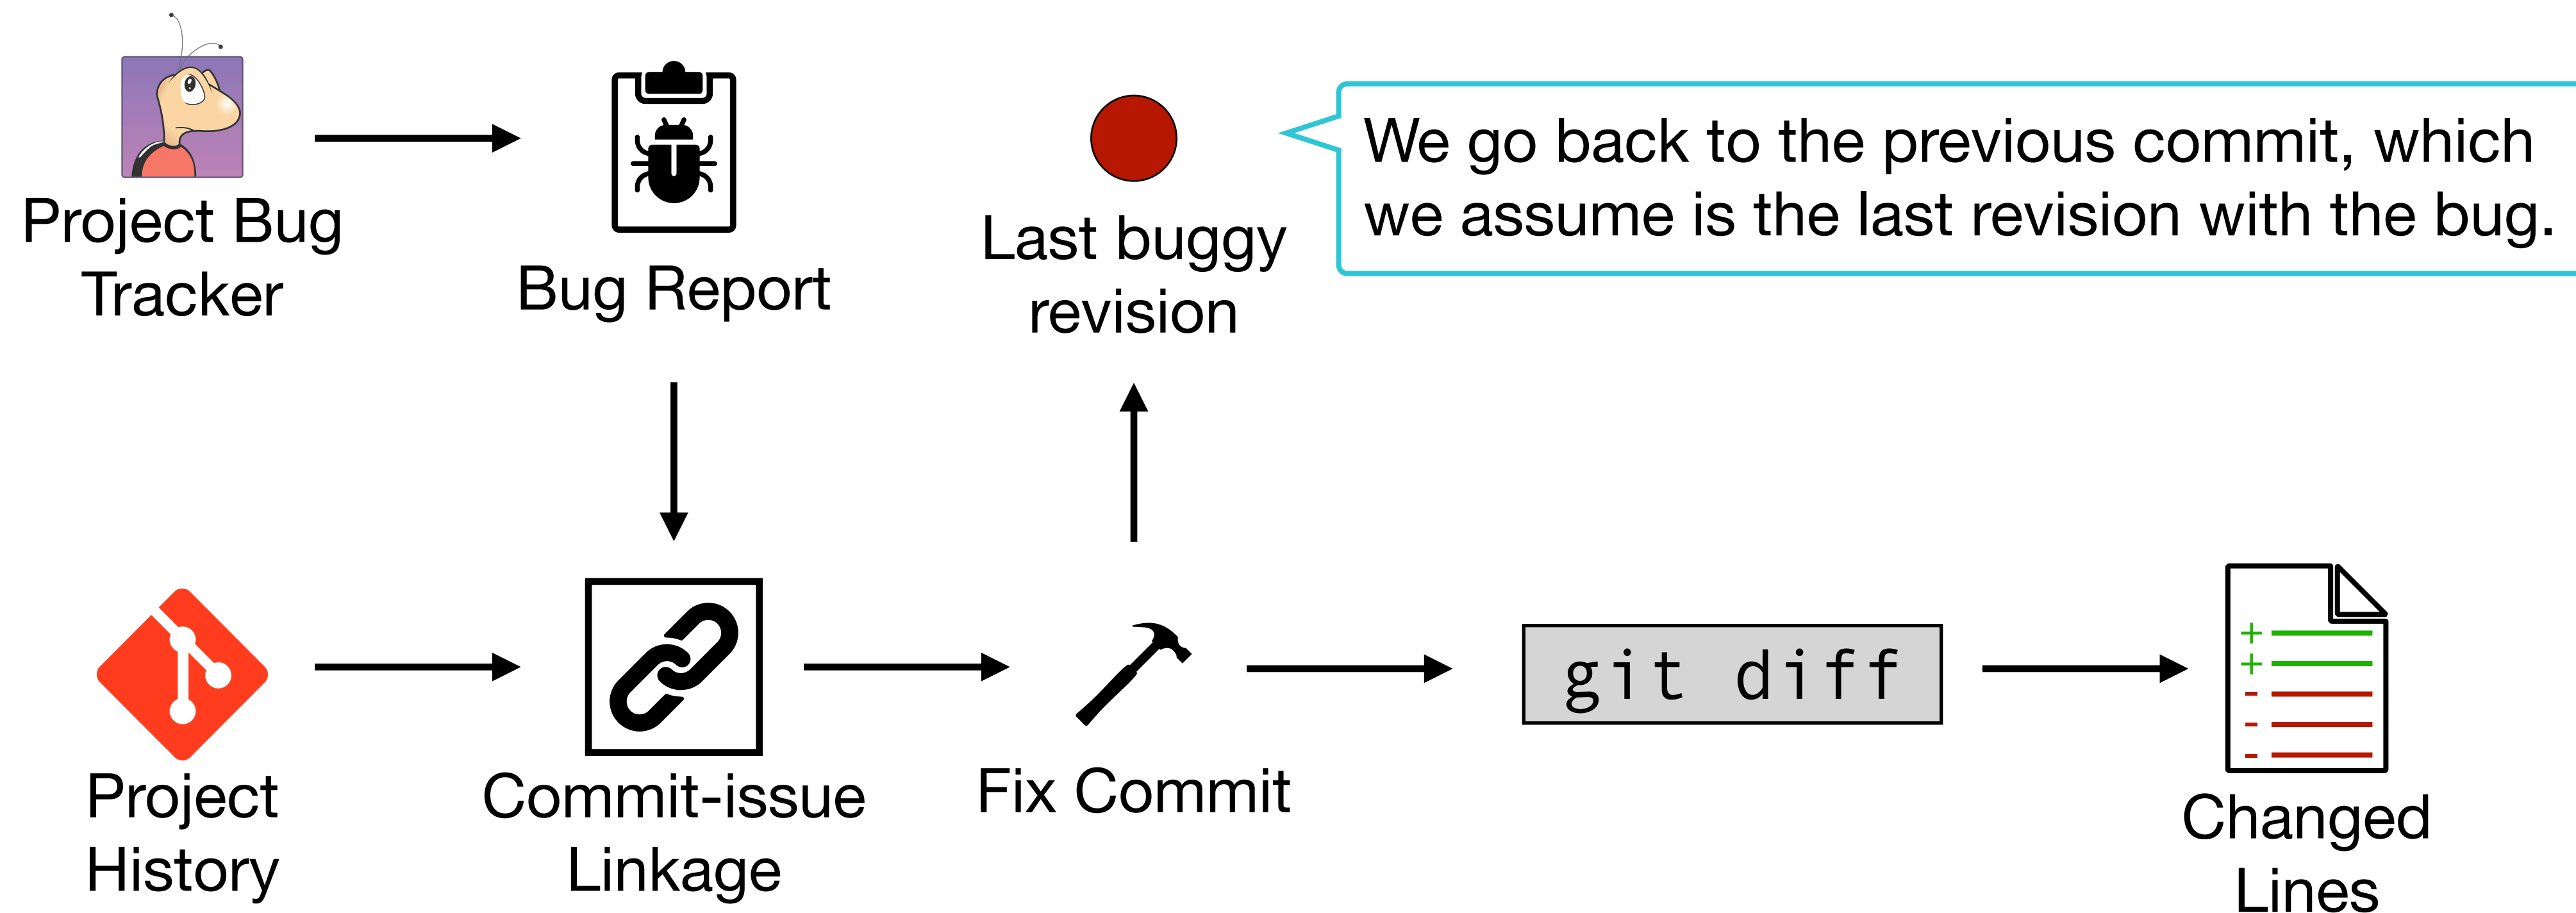 Project Bug
Tracker
Bug Report
Last buggy
revision
We go back to the previous commit, which
we assume is the last revision with the bug.
Project
History
Commit-issue
Linkage
Fix Commit
git diff
+
+
-
-
-
Changed
Lines